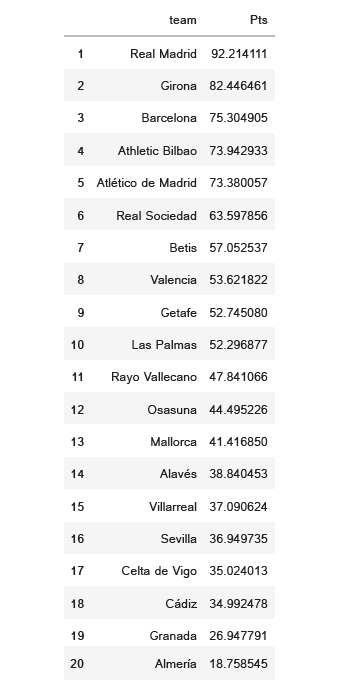 team Pts
1 Real Madrid 92.214111
2 Girona 82.446461
3 Barcelona 75.304905
4 Athletic Bilbao 73.942933
5 Atlético de Madrid 73.380057
6 Real Sociedad 63.597856
7 Betis 57.052537
8 Valencia 53.621822
9 Getafe 52.745080
10 Las Palmas 52.296877
11 Rayo Vallecano 47.841066
12 Osasuna 44.495226
13 Mallorca 41.416850
14 Alavés 38.840453
15 Villarreal 37.090624
16 Sevilla 36.949735
17 Celta de Vigo 35.024013
18 Cádiz 34.992478
19 Granada 26.947791
20 Almería 18.758545